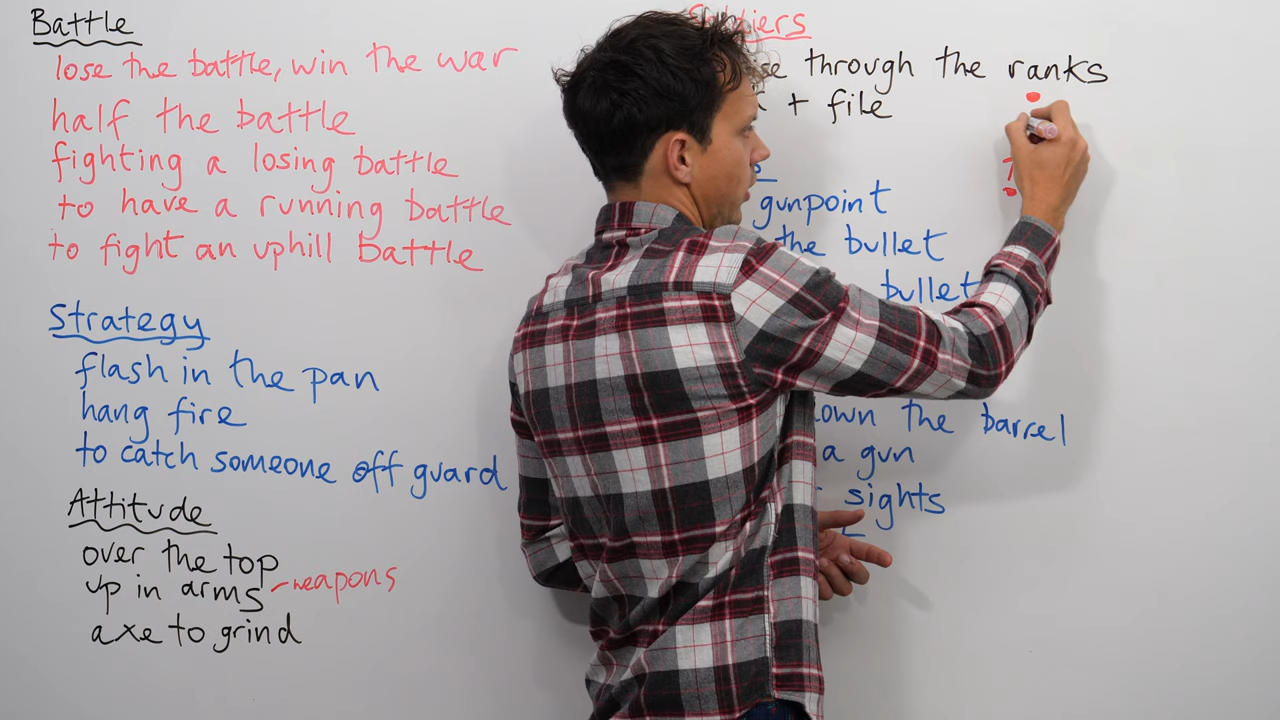 Battle
lose the battle, win the war
half the battle
fighting a losing battle
to have a running battle
to fight an uphill battle
Strategy
flash in the pan
hang fire
to catch someone off guard
Attitude
over the top
up in arms - weapons
axe to grind
Soldiers
through the ranks
+ file
gunpoint
the bullet
bullet
down the barrel
a gun
sights